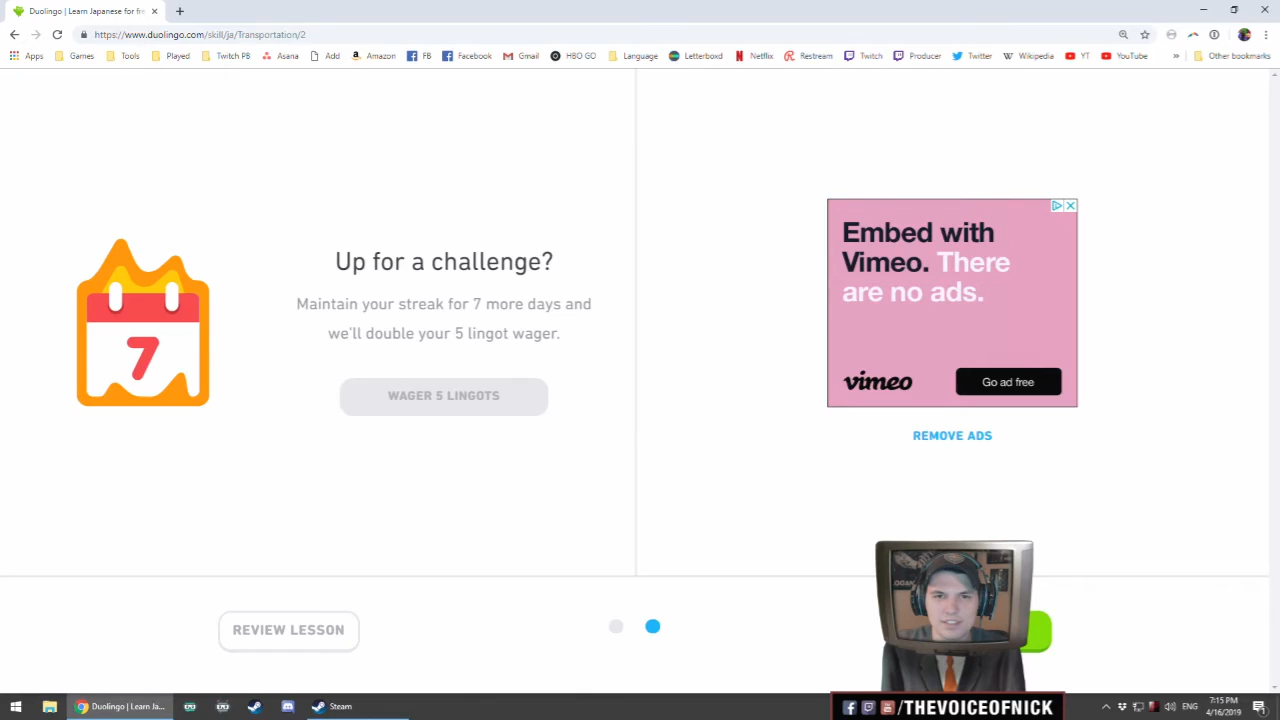 Duolingo | Learn Japanese for fre
https://www.duolingo.com/skill/ja/Transportation/2
Apps Games Tools Played Twitch PB Asana Add Amazon FB Facebook Gmail HBO GO Language Letterboxd Netflix Restream Twitch Producer Twitter Wikipedia YT YouTube » Other bookmarks
Up for a challenge?
Maintain your streak for 7 more days and
we'll double your 5 lingot wager.
7
WAGER 5 LINGOTS
Embed with
Vimeo. There
are no ads.
vimeo
Go ad free
REMOVE ADS
REVIEW LESSON
/THEVOICEOFNICK
Duolingo | Learn Ja...
Steam
ENG
7:15 PM
4/16/2019